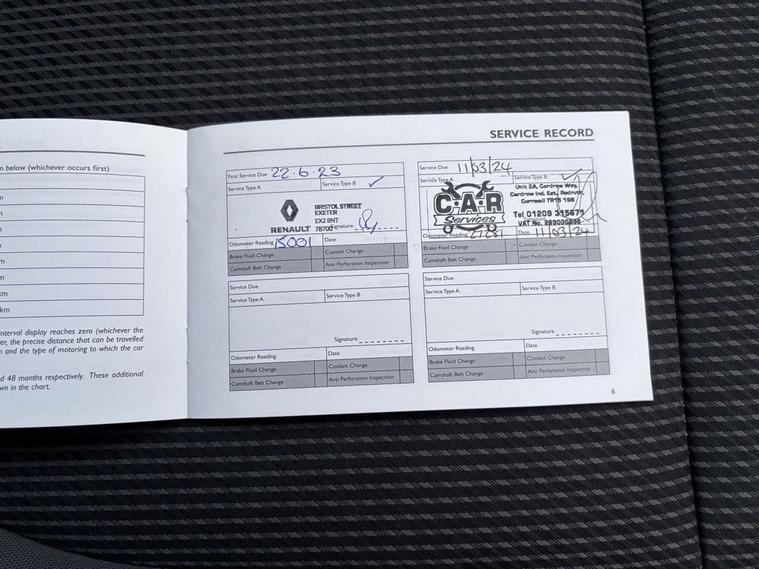 n below (whichever occurs first)
m
km
km
nterval display reaches zero (whichever the
er, the precise distance that can be travelled
n and the type of motoring to which the car
d 48 months respectively. These additional
wn in the chart.
SERVICE RECORD
First Service Due 22.6.23
Service Type A
Service Type B ✓
RENAULT
BRISTOL STREET
EXETER
EX2 8NT
Signature
Odometer Reading 15001
Date
Brake Fluid Change
Coolant Change
Camshaft Belt Change
Anti Perforation Inspection
Service Due 11/03/24
Service Type A
Service Type B ✓
C·A·R
Services
Unit 2A, Cardrew Way,
Cardrew Ind. Est., Redruth,
Cornwall TR15 1SS
Tel 01209 315671
VAT No.
Odometer Reading
Date 11/03/24
Brake Fluid Change
Coolant Change
Camshaft Belt Change
Anti Perforation Inspection
Service Due
Service Type A
Service Type B
Signature
Odometer Reading
Date
Brake Fluid Change
Coolant Change
Camshaft Belt Change
Anti Perforation Inspection
Service Due
Service Type A
Service Type B
Signature
Odometer Reading
Date
Brake Fluid Change
Coolant Change
Camshaft Belt Change
Anti Perforation Inspection
6